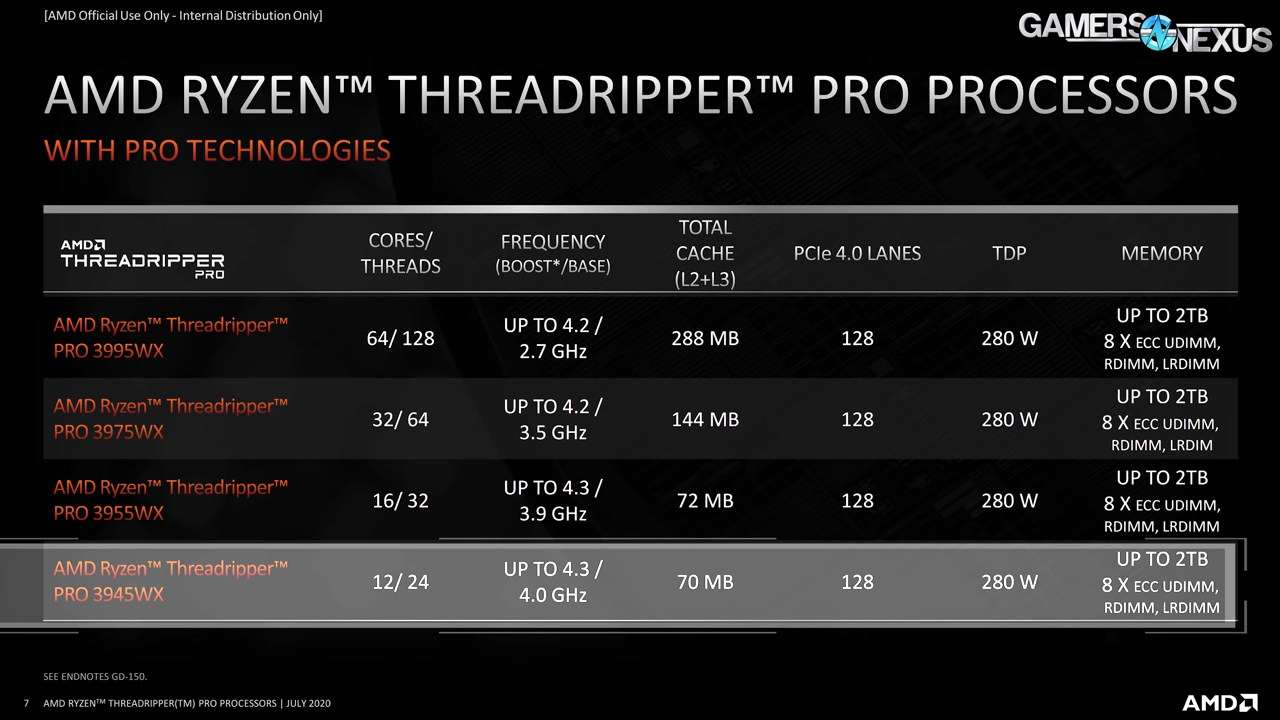 [AMD Official Use Only - Internal Distribution Only]
GAMERS NEXUS
AMD RYZEN™ THREADRIPPER™ PRO PROCESSORS
WITH PRO TECHNOLOGIES
AMD
THREADRIPPER
PRO
CORES/
THREADS
FREQUENCY
(BOOST*/BASE)
TOTAL
CACHE
(L2+L3)
PCIe 4.0 LANES
TDP
MEMORY
AMD Ryzen™ Threadripper™
PRO 3995WX
64/ 128
UP TO 4.2 /
2.7 GHz
288 MB
128
280 W
UP TO 2TB
8 X ECC UDIMM,
RDIMM, LRDIMM
AMD Ryzen™ Threadripper™
PRO 3975WX
32/ 64
UP TO 4.2 /
3.5 GHz
144 MB
128
280 W
UP TO 2TB
8 X ECC UDIMM,
RDIMM, LRDIM
AMD Ryzen™ Threadripper™
PRO 3955WX
16/ 32
UP TO 4.3 /
3.9 GHz
72 MB
128
280 W
UP TO 2TB
8 X ECC UDIMM,
RDIMM, LRDIMM
AMD Ryzen™ Threadripper™
PRO 3945WX
12/ 24
UP TO 4.3 /
4.0 GHz
70 MB
128
280 W
UP TO 2TB
8 X ECC UDIMM,
RDIMM, LRDIMM
SEE ENDNOTES GD-150.
7 AMD RYZEN™ THREADRIPPER(TM) PRO PROCESSORS | JULY 2020
AMD